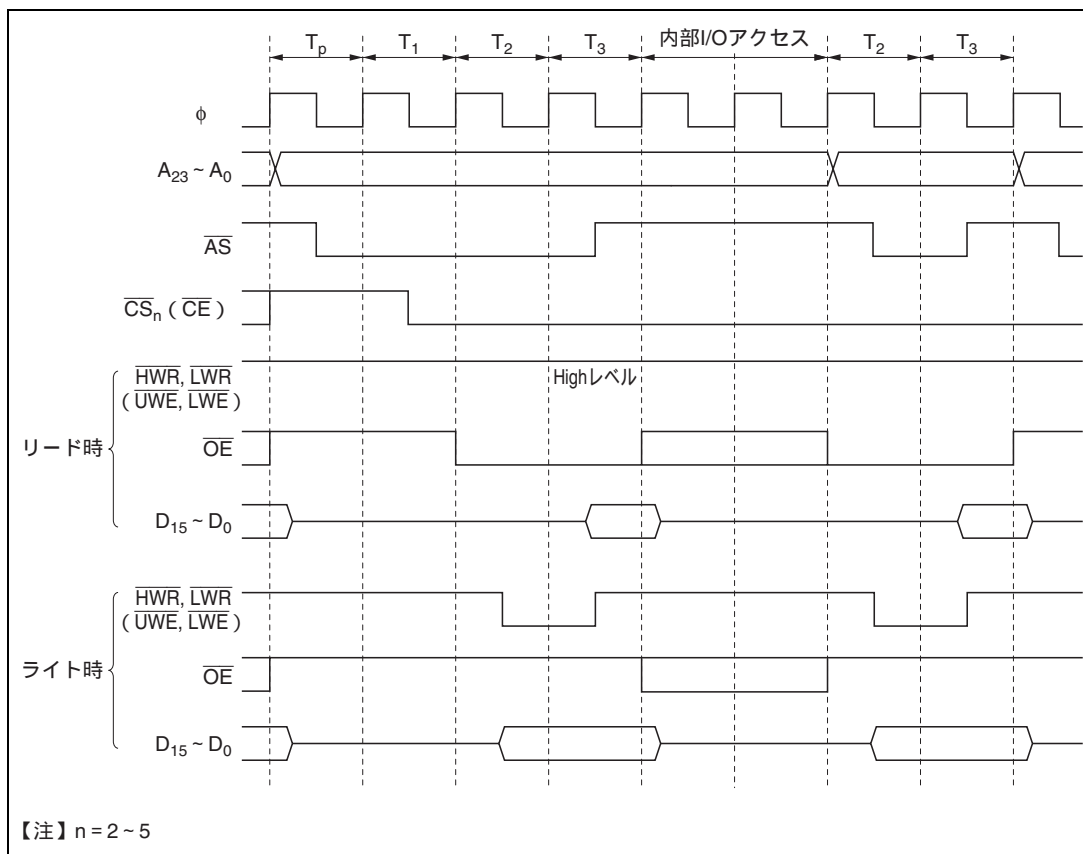 Tp T1 T2 T3 内部I/Oアクセス T2 T3
φ
A23 ~ A0
AS
CSn ( CE )
リード時
HWR, LWR
( UWE, LWE )
Highレベル
OE
D15 ~ D0
ライト時
HWR, LWR
( UWE, LWE )
OE
D15 ~ D0
【注】n = 2 ~ 5